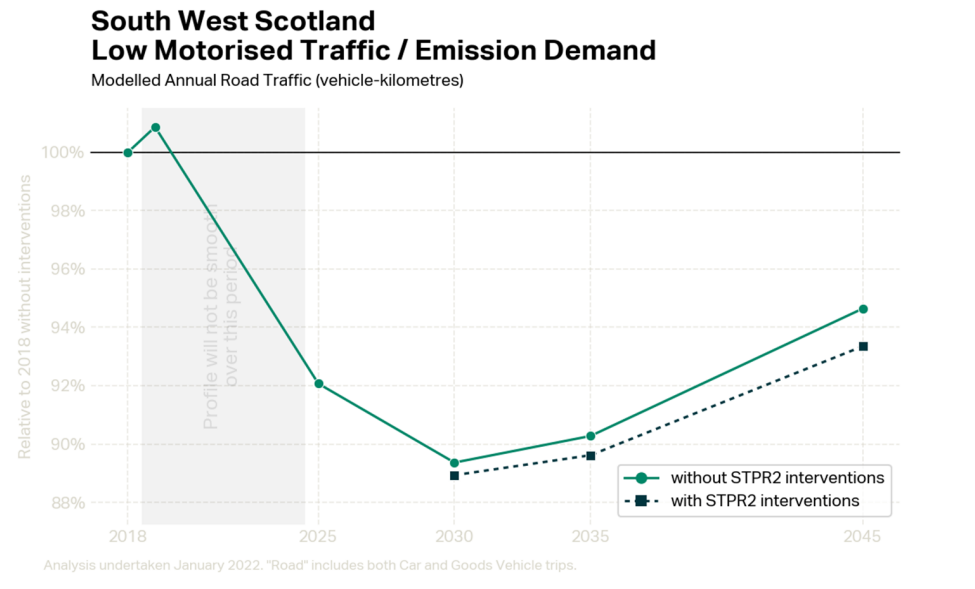 South West Scotland
Low Motorised Traffic / Emission Demand
Modelled Annual Road Traffic (vehicle-kilometres)
Relative to 2018 without interventions
100%
98%
96%
94%
92%
90%
88%
Profile will not be smooth
over this period
without STPR2 interventions
with STPR2 interventions
2018
2025
2030
2035
2045
Analysis undertaken January 2022. "Road" includes both Car and Goods Vehicle trips.